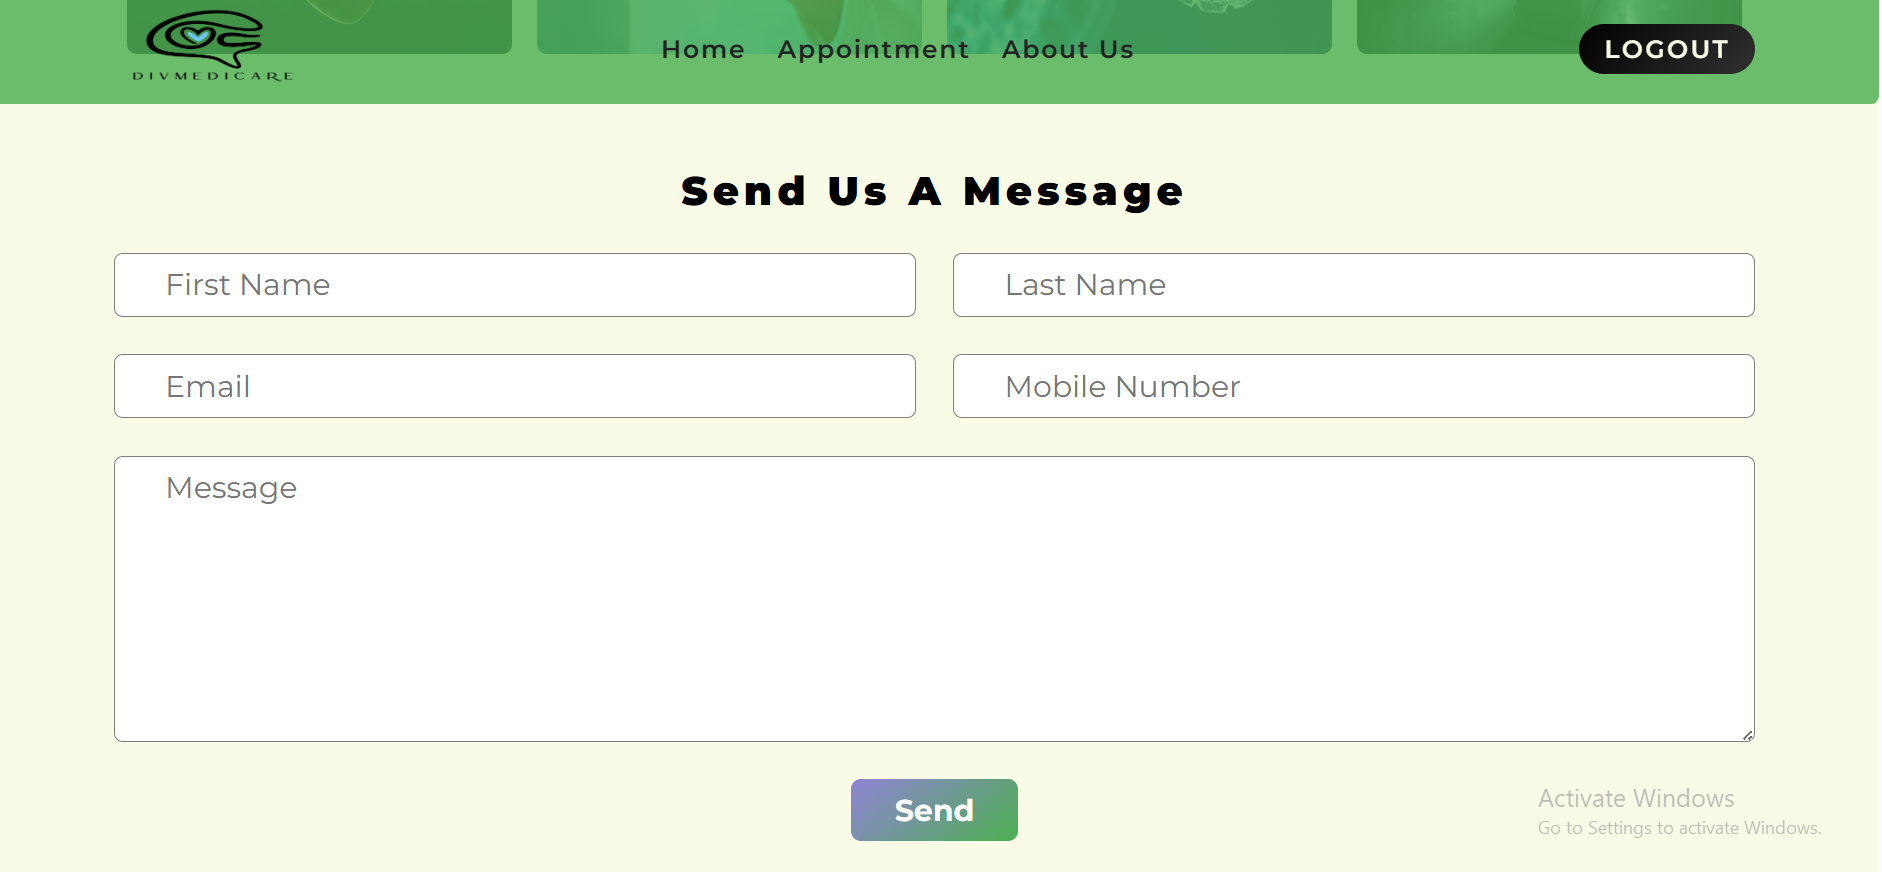 DIVMEDICARE
Home Appointment About Us
LOGOUT
Send Us A Message
First Name Last Name
Email Mobile Number
Message
Send
Activate Windows
Go to Settings to activate Windows.